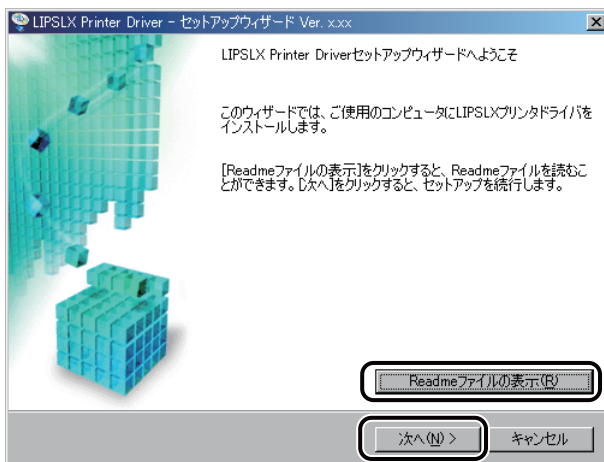 LIPSLX Printer Driver - セットアップウィザード Ver. x.xx
LIPSLX Printer Driverセットアップウィザードへようこそ
このウィザードでは、ご使用のコンピュータにLIPSLXプリンタドライバを
インストールします。
[Readmeファイルの表示]をクリックすると、Readmeファイルを読むこ
とができます。[次へ]をクリックすると、セットアップを続行します。
Readmeファイルの表示(R)
次へ(N) >
キャンセル